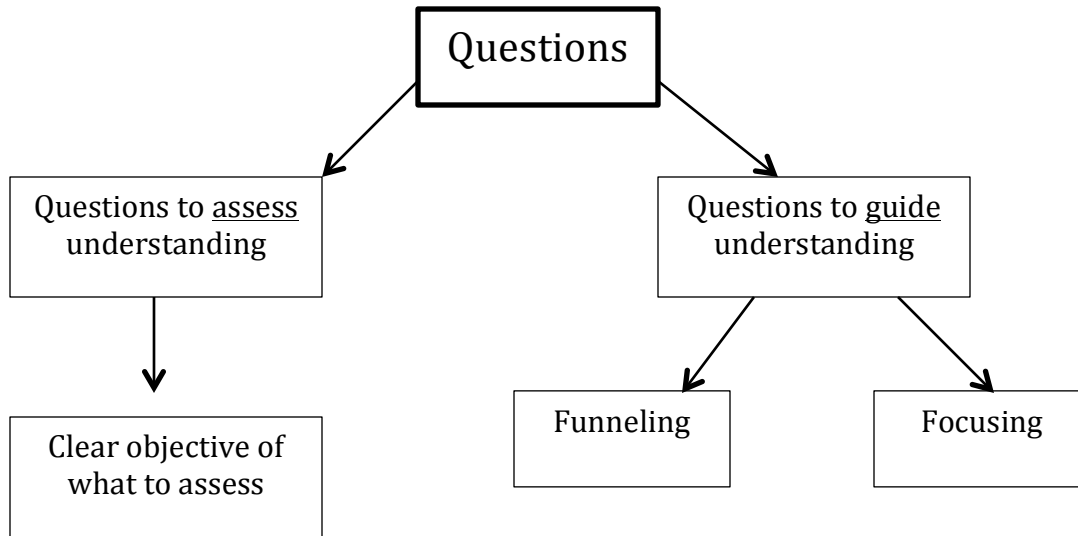 Questions
Questions to assess
understanding
Questions to guide
understanding
Clear objective of
what to assess
Funneling
Focusing